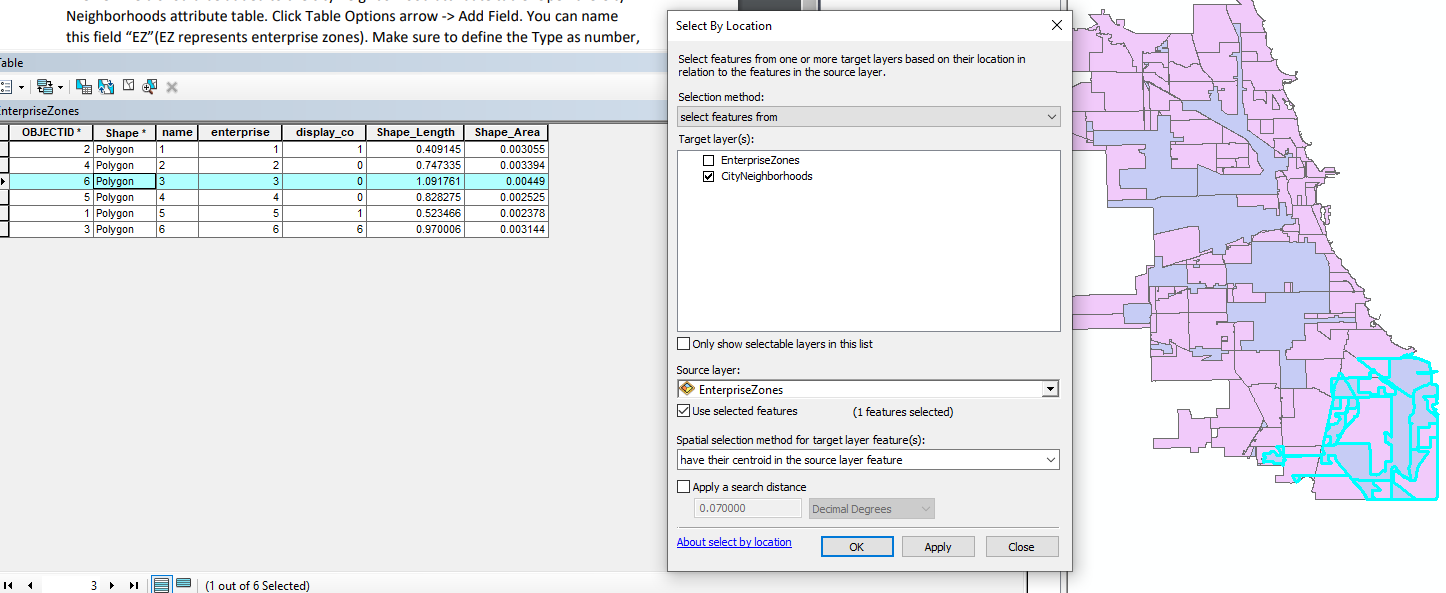 Neighborhoods attribute table. Click Table Options arrow -> Add Field. You can name
this field “EZ”(EZ represents enterprise zones). Make sure to define the Type as number,
able
nterpriseZones
OBJECTID * Shape * name enterprise display_co Shape_Length Shape_Area
2 Polygon 1 1 1 0.409145 0.003055
4 Polygon 2 2 0 0.747335 0.003394
6 Polygon 3 3 0 1.091761 0.00449
5 Polygon 4 4 0 0.828275 0.002525
1 Polygon 5 5 1 0.523466 0.002378
3 Polygon 6 6 6 0.970006 0.003144
3 (1 out of 6 Selected)
Select By Location
Select features from one or more target layers based on their location in
relation to the features in the source layer.
Selection method:
select features from
Target layer(s):
EnterpriseZones
CityNeighborhoods
Only show selectable layers in this list
Source layer:
EnterpriseZones
Use selected features (1 features selected)
Spatial selection method for target layer feature(s):
have their centroid in the source layer feature
Apply a search distance
0.070000 Decimal Degrees
About select by location OK Apply Close